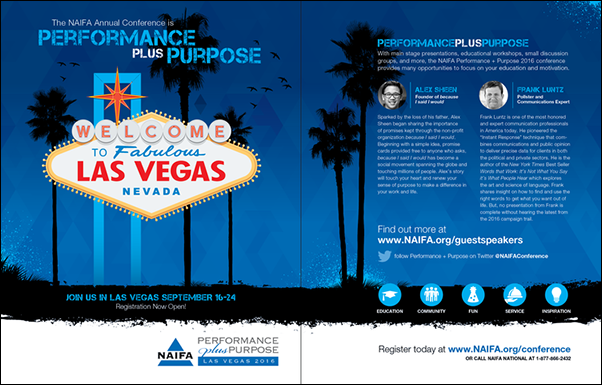 The NAIFA Annual Conference is
PERFORMANCE
PLUS PURPOSE
WELCOME
TO Fabulous
LAS VEGAS
NEVADA
JOIN US IN LAS VEGAS SEPTEMBER 16-24
Registration Now Open!
NAIFA
PERFORMANCE
plus PURPOSE
LAS VEGAS 2016
PERFORMANCEPLUSPURPOSE
With main stage presentations, educational workshops, small discussion
groups, and more, the NAIFA Performance + Purpose 2016 conference
provides many opportunities to focus on your education and motivation.
ALEX SHEEN
Founder of because
I said I would
Sparked by the loss of his father, Alex
Sheen began sharing the importance
of promises kept through the non-profit
organization because I said I would.
Beginning with a simple idea, promise
cards provided free to anyone who asks,
because I said I would has become a
social movement spanning the globe and
touching millions of people. Alex's story
will touch your heart and renew your
sense of purpose to make a difference in
your work and life.
FRANK LUNTZ
Pollster and
Communications Expert
Frank Luntz is one of the most honored
and expert communication professionals
in America today. He pioneered the
"Instant Response" technique that com-
bines communications and public opinion
to deliver precise data for clients in both
the political and private sectors. He is the
author of the New York Times Best Seller
Words that Work: It's Not What You Say
It's What People Hear which explores
the art and science of language. Frank
shares insight on how to find and use the
right words to get what you want out of
life. But, no presentation from Frank is
complete without hearing the latest from
the 2016 campaign trail.
Find out more at
www.NAIFA.org/guestspeakers
follow Performance + Purpose on Twitter @NAIFAConference
EDUCATION
COMMUNITY
FUN
SERVICE
INSPIRATION
Register today at www.NAIFA.org/conference
OR CALL NAIFA NATIONAL AT 1-877-866-2432